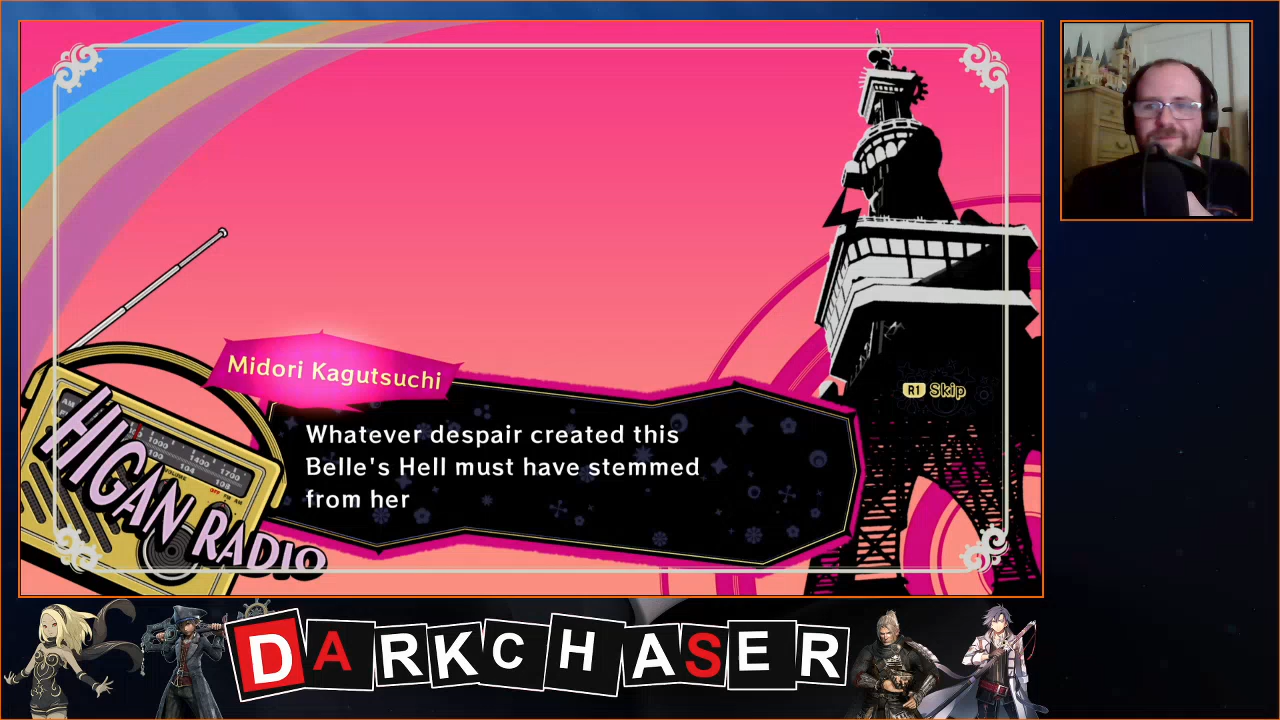 Midori Kagutsuchi
R1 Skip
Whatever despair created this
Belle's Hell must have stemmed
from her
HIGAN RADIO
DARKCHASER